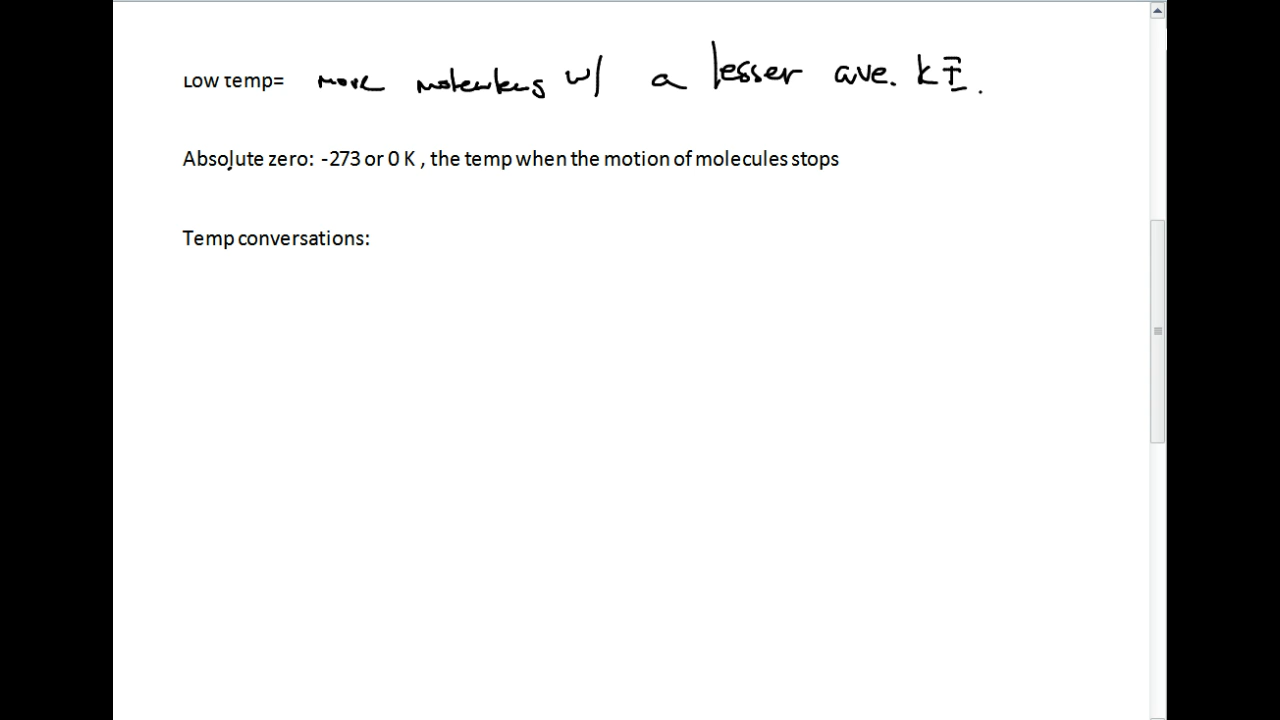 Low temp= more molecules w/ a lesser ave. KE.
Absolute zero: -273 or 0 K , the temp when the motion of molecules stops
Temp conversations: